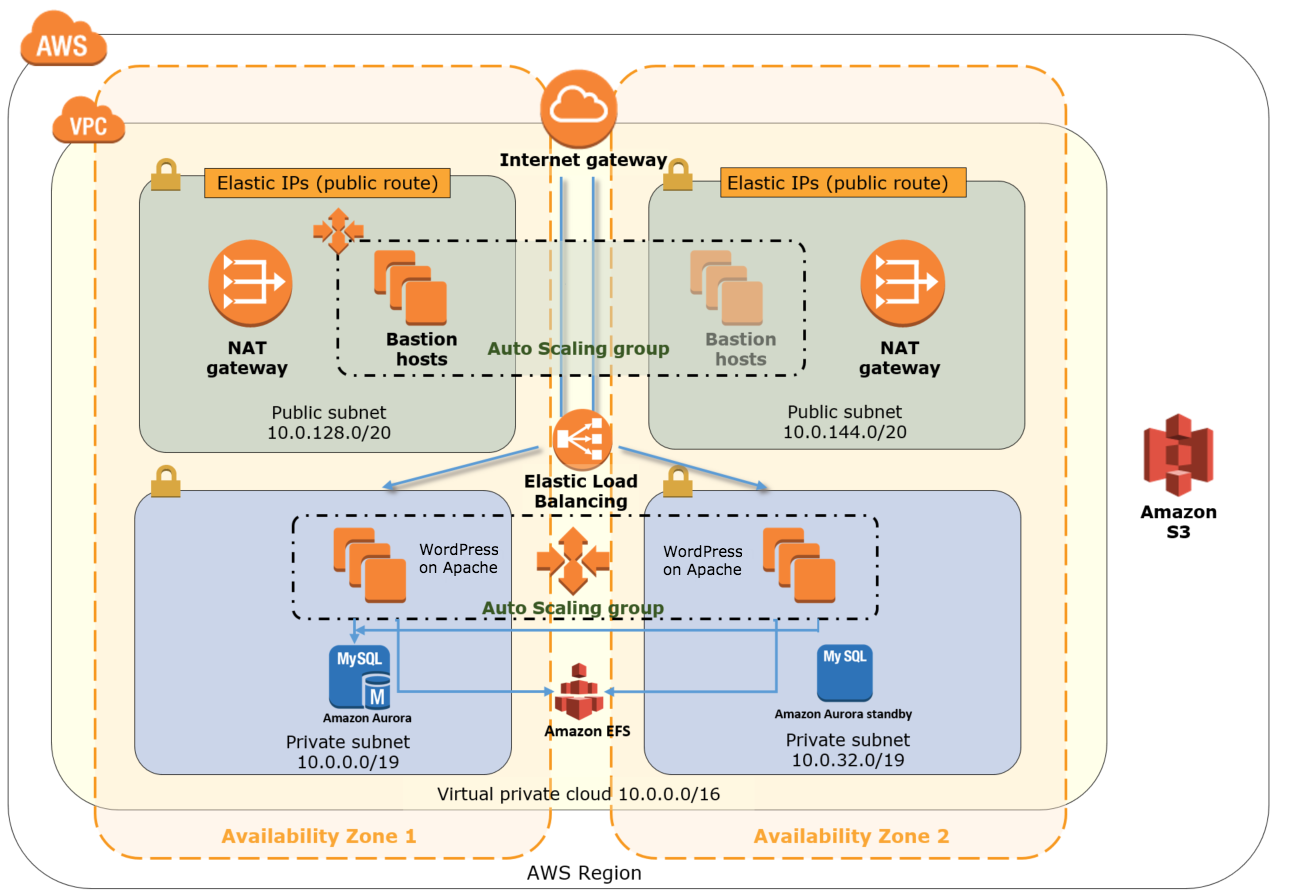 AWS
VPC
Internet gateway
Elastic IPs (public route)
Elastic IPs (public route)
NAT
gateway
Bastion
hosts
Auto Scaling group
Bastion
hosts
NAT
gateway
Public subnet
10.0.128.0/20
Public subnet
10.0.144.0/20
Elastic Load
Balancing
Amazon
S3
WordPress
on Apache
WordPress
on Apache
Auto Scaling group
MySQL
M
Amazon Aurora
Amazon EFS
My SQL
Amazon Aurora standby
Private subnet
10.0.0.0/19
Private subnet
10.0.32.0/19
Virtual private cloud 10.0.0.0/16
Availability Zone 1
Availability Zone 2
AWS Region